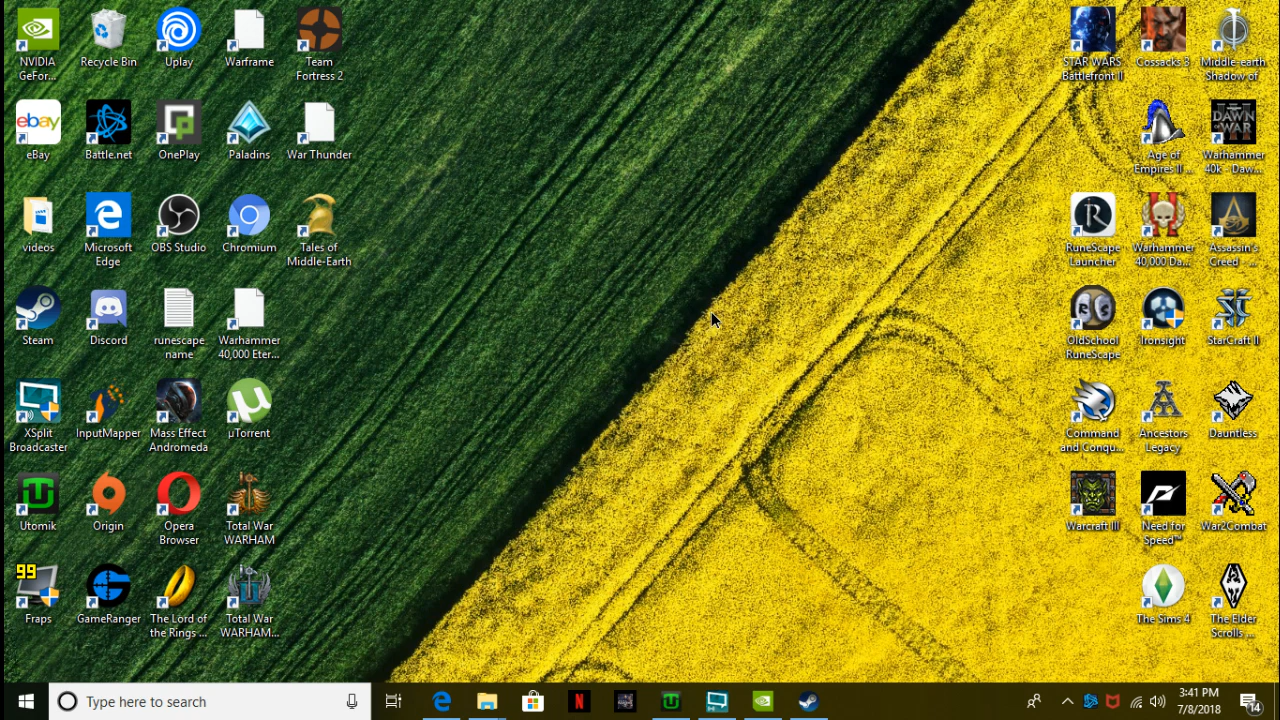 NVIDIA
GeFor...
Recycle Bin
Uplay
Warframe
Team
Fortress 2
ebay
eBay
Battle.net
OnePlay
Paladins
War Thunder
videos
Microsoft
Edge
OBS Studio
Chromium
Tales of
Middle-Earth
Steam
Discord
runescape
name
Warhammer
40,000 Eter...
XSplit
Broadcaster
InputMapper
Mass Effect
Andromeda
µTorrent
Utomik
Origin
Opera
Browser
Total War
WARHAM
99
Fraps
GameRanger
The Lord of
the Rings ...
Total War
WARHAM...
STAR WARS
Battlefront II
Cossacks 3
Middle-earth
Shadow of
Age of
Empires II ...
DAWN
OF WAR
Warhammer
40k - Daw...
RuneScape
Launcher
Warhammer
40,000 Da...
Assassin's
Creed - ...
RS
OldSchool
RuneScape
Ironsight
StarCraft II
Command
and Conqu...
Ancestors
Legacy
Dauntless
Warcraft III
Need for
Speed™
War2Combat
The Sims 4
The Elder
Scrolls ...
Type here to search
3:41 PM
7/8/2018
14